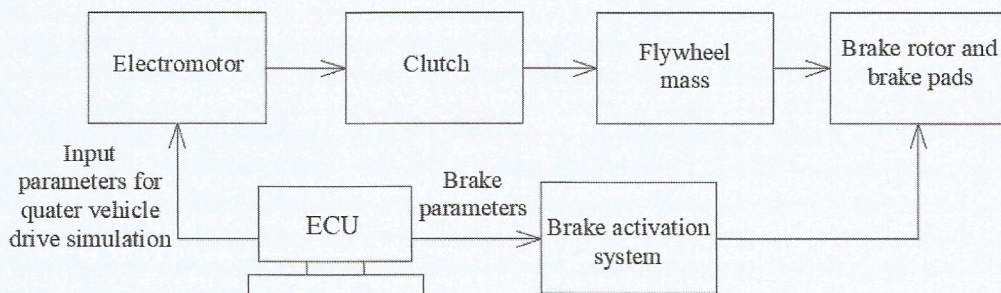 Electromotor
Clutch
Flywheel
mass
Brake rotor and
brake pads
Input
parameters for
quater vehicle
drive simulation
ECU
Brake
parameters
Brake activation
system